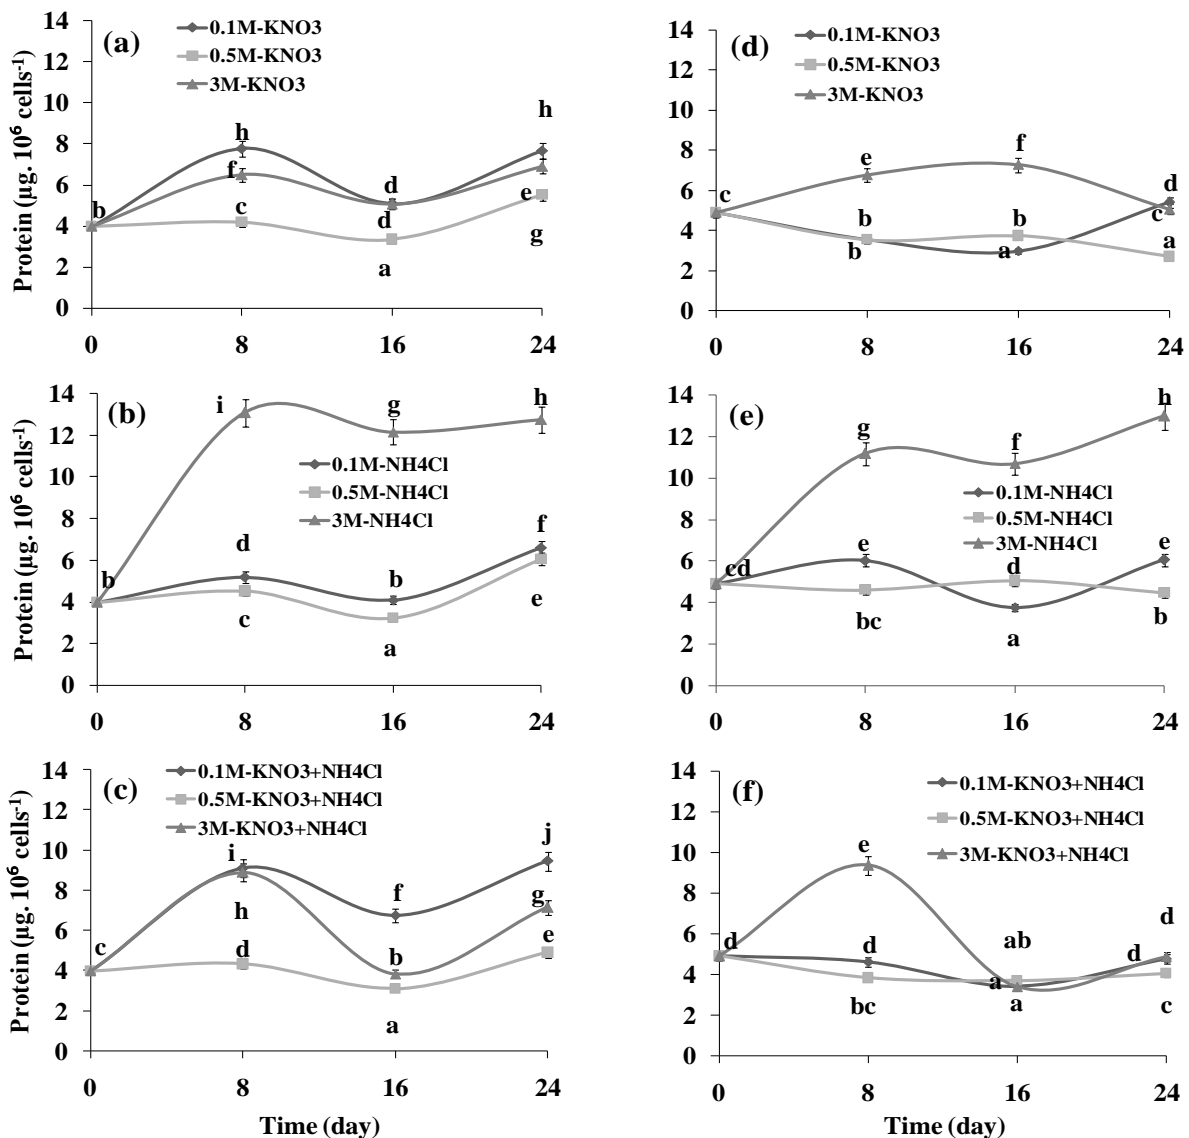 (a)
0.1M-KNO3
0.5M-KNO3
3M-KNO3
Protein (µg. 10⁶ cells⁻¹)
14
12
10
8
6
4
2
0
b
h
f
c
d
d
a
h
e
g
0 8 16 24
(d)
0.1M-KNO3
0.5M-KNO3
3M-KNO3
14
12
10
8
6
4
2
0
c
e
b
b
f
b
a
d
c
a
0 8 16 24
(b)
0.1M-NH4Cl
0.5M-NH4Cl
3M-NH4Cl
Protein (µg. 10⁶ cells⁻¹)
14
12
10
8
6
4
2
0
b
i
d
c
g
b
a
h
f
e
0 8 16 24
(e)
0.1M-NH4Cl
0.5M-NH4Cl
3M-NH4Cl
14
12
10
8
6
4
2
0
cd
g
e
bc
f
d
a
h
e
b
0 8 16 24
(c)
0.1M-KNO3+NH4Cl
0.5M-KNO3+NH4Cl
3M-KNO3+NH4Cl
Protein (µg. 10⁶ cells⁻¹)
14
12
10
8
6
4
2
0
c
i
h
d
f
b
a
j
g
e
0 8 16 24
Time (day)
(f)
0.1M-KNO3+NH4Cl
0.5M-KNO3+NH4Cl
3M-KNO3+NH4Cl
14
12
10
8
6
4
2
0
d
e
d
bc
ab
a
a
d
d
c
0 8 16 24
Time (day)